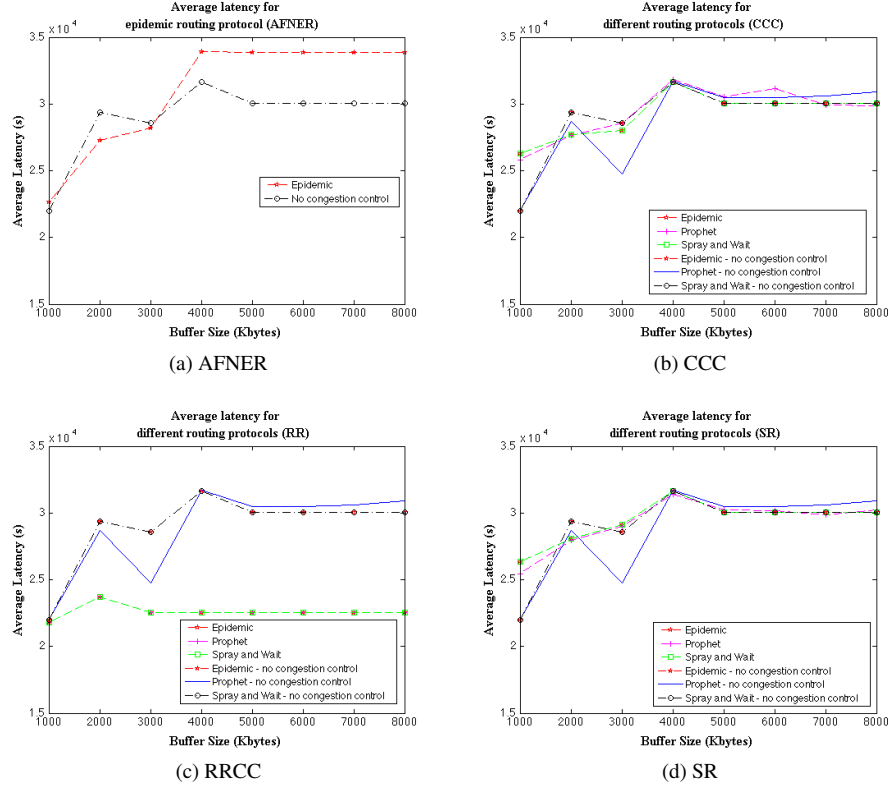 Average latency for
epidemic routing protocol (AFNER)
x 10^4
3.5
3
2.5
2
1.5
Average Latency (s)
Epidemic
No congestion control
1000 2000 3000 4000 5000 6000 7000 8000
Buffer Size (Kbytes)
(a) AFNER
Average latency for
different routing protocols (CCC)
x 10^4
3.5
3
2.5
2
1.5
Average Latency (s)
Epidemic
Prophet
Spray and Wait
Epidemic - no congestion control
Prophet - no congestion control
Spray and Wait - no congestion control
1000 2000 3000 4000 5000 6000 7000 8000
Buffer Size (Kbytes)
(b) CCC
Average latency for
different routing protocols (RR)
x 10^4
3.5
3
2.5
2
1.5
Average Latency (s)
Epidemic
Prophet
Spray and Wait
Epidemic - no congestion control
Prophet - no congestion control
Spray and Wait - no congestion control
1000 2000 3000 4000 5000 6000 7000 8000
Buffer Size (Kbytes)
(c) RRCC
Average latency for
different routing protocols (SR)
x 10^4
3.5
3
2.5
2
1.5
Average Latency (s)
Epidemic
Prophet
Spray and Wait
Epidemic - no congestion control
Prophet - no congestion control
Spray and Wait - no congestion control
1000 2000 3000 4000 5000 6000 7000 8000
Buffer Size (Kbytes)
(d) SR